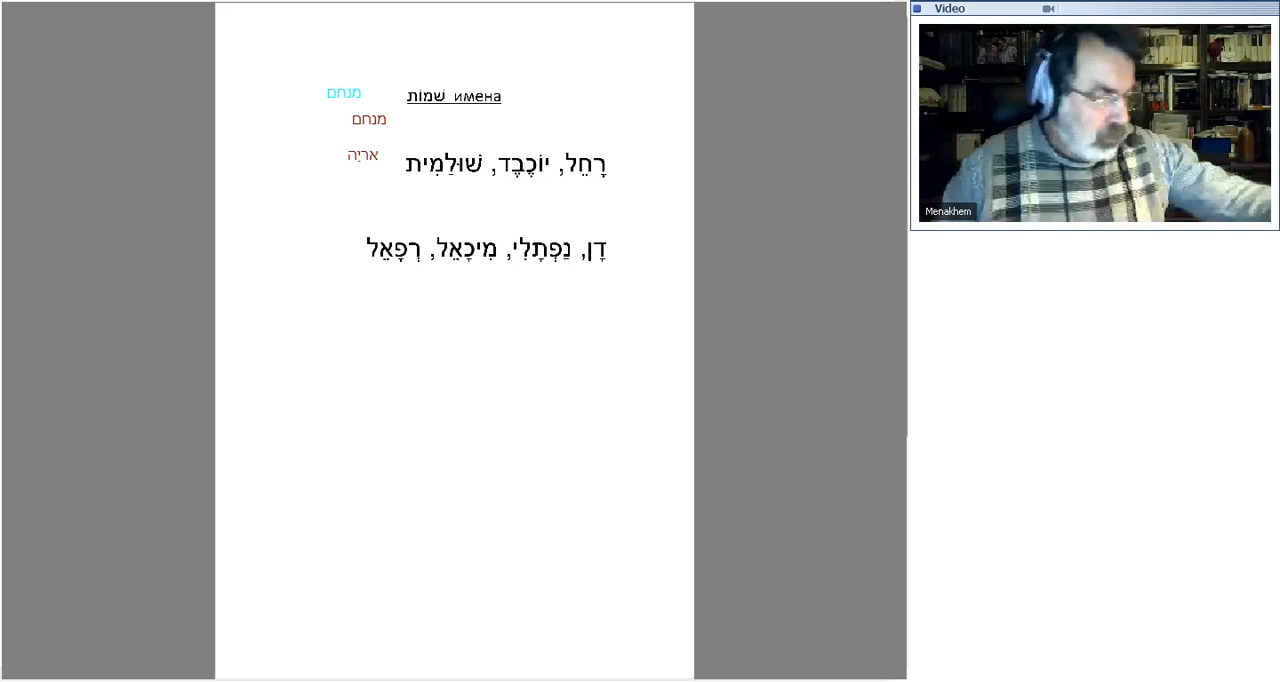 Video
מנחם
שמות имена
מנחם
אריֵה
רָחֵל, יוֹכֶבֶד, שׁוּלַמִית
דָן, נַפְתָלִי, מִיכָאֵל, רְפָאֵל
Menakhem